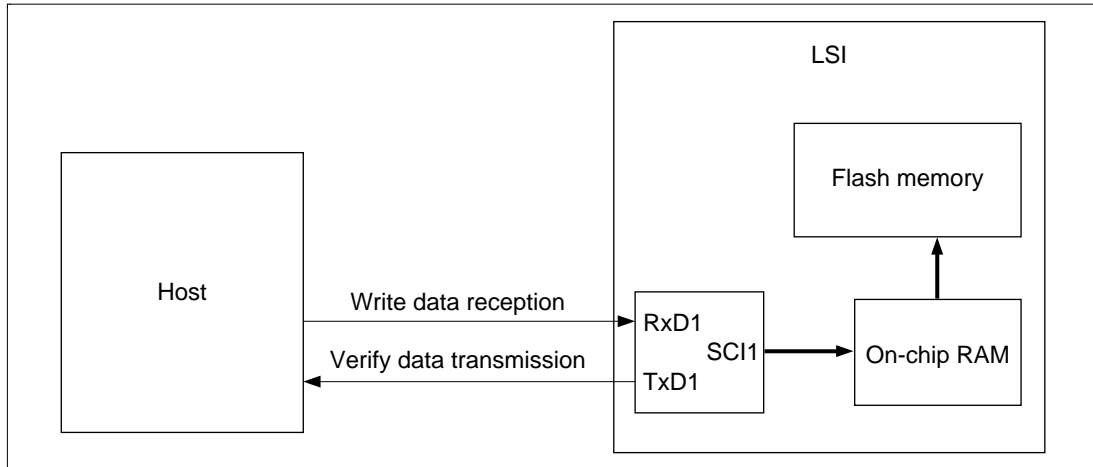 LSI
Flash memory
Host
Write data reception
RxD1
SCI1
On-chip RAM
Verify data transmission
TxD1